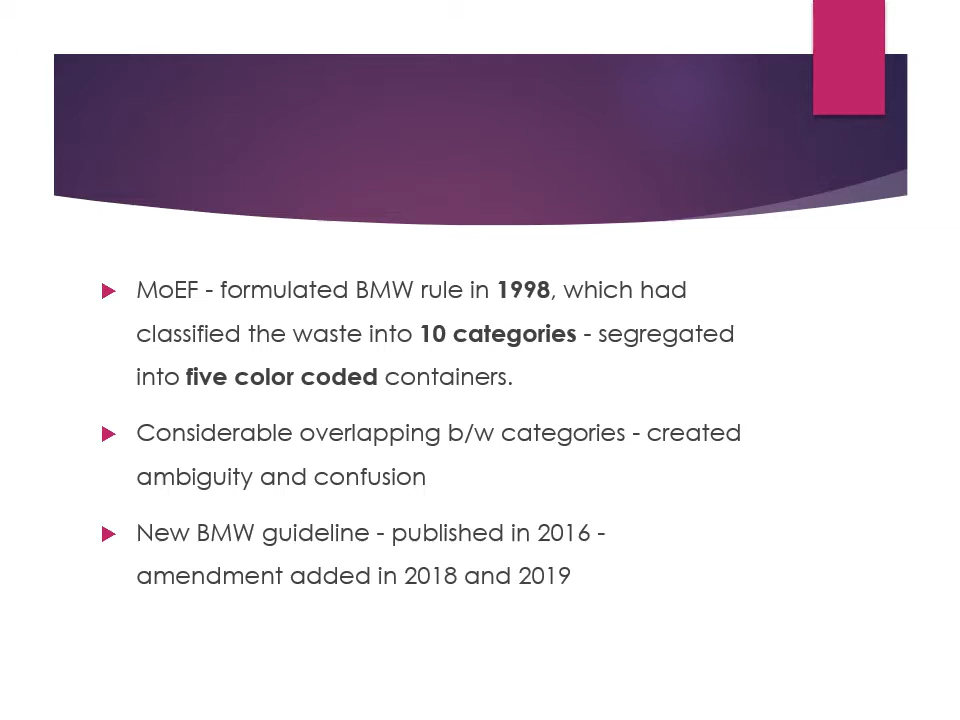 MoEF - formulated BMW rule in 1998, which had
classified the waste into 10 categories - segregated
into five color coded containers.
Considerable overlapping b/w categories - created
ambiguity and confusion
New BMW guideline - published in 2016 -
amendment added in 2018 and 2019